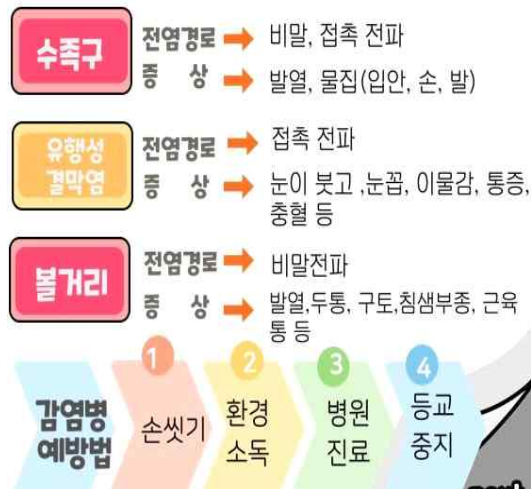 수족구
전염경로 → 비말, 접촉 전파
증 상 → 발열, 물집(입안, 손, 발)
유행성
결막염
전염경로 → 접촉 전파
증 상 → 눈이 붓고 ,눈꼽, 이물감, 통증,
충혈 등
볼거리
전염경로 → 비말전파
증 상 → 발열,두통, 구토,침샘부종, 근육
통 등
감염병
예방법
1
손씻기
2
환경
소독
3
병원
진료
4
등교
중지